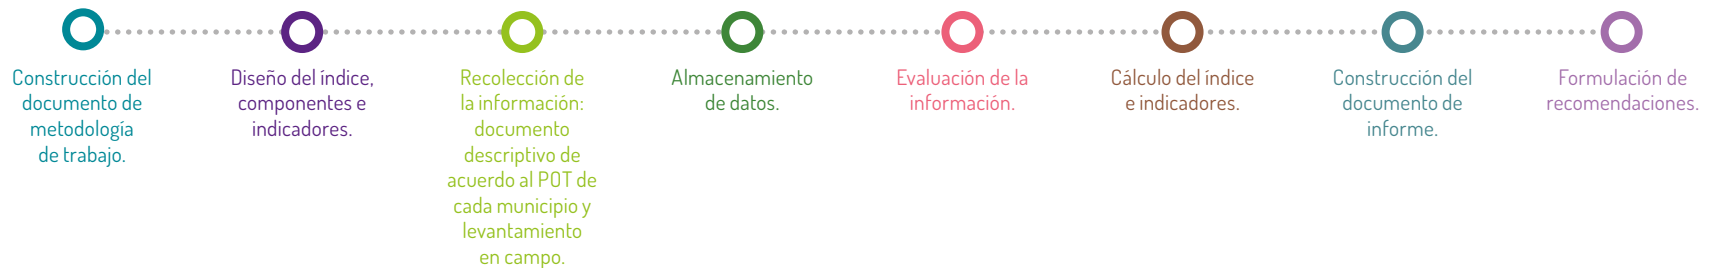 Construcción del
documento de
metodología
de trabajo.
Diseño del índice,
componentes e
indicadores.
Recolección de
la información:
documento
descriptivo de
acuerdo al POT de
cada municipio y
levantamiento
en campo.
Almacenamiento
de datos.
Evaluación de la
información.
Cálculo del índice
e indicadores.
Construcción del
documento de
informe.
Formulación de
recomendaciones.